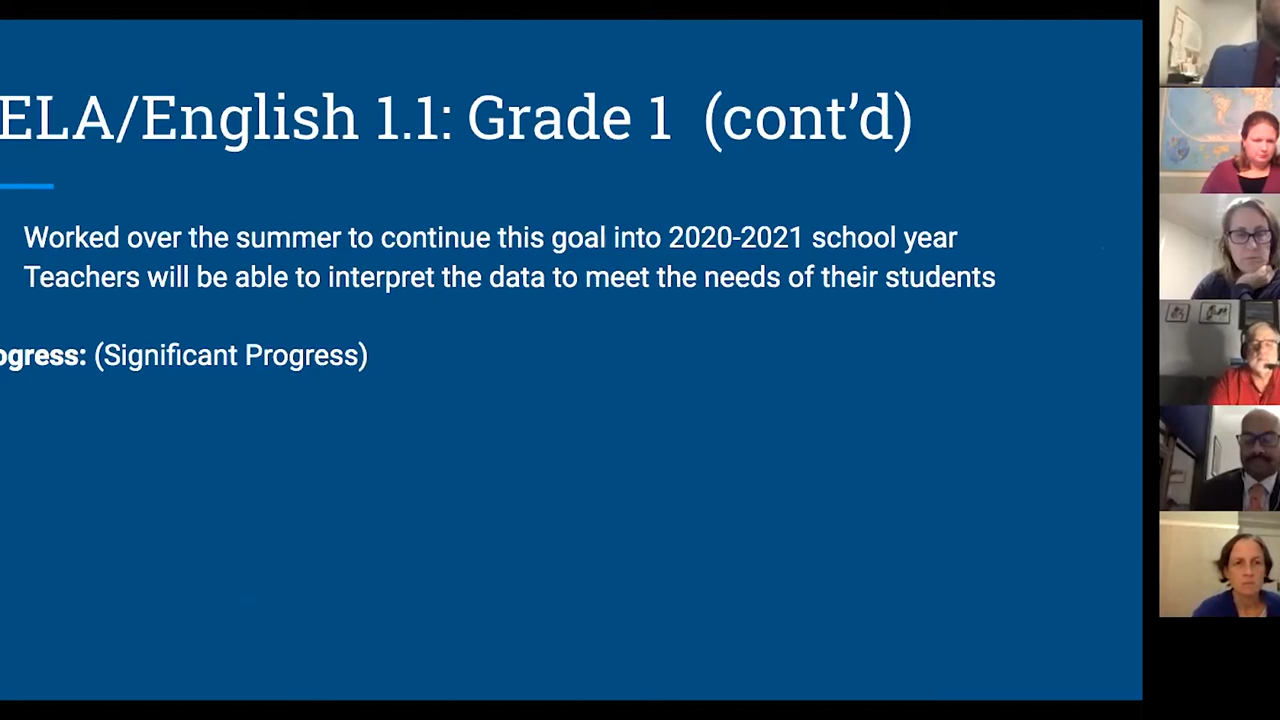 ELA/English 1.1: Grade 1 (cont’d)
Worked over the summer to continue this goal into 2020-2021 school year
Teachers will be able to interpret the data to meet the needs of their students
ogress: (Significant Progress)